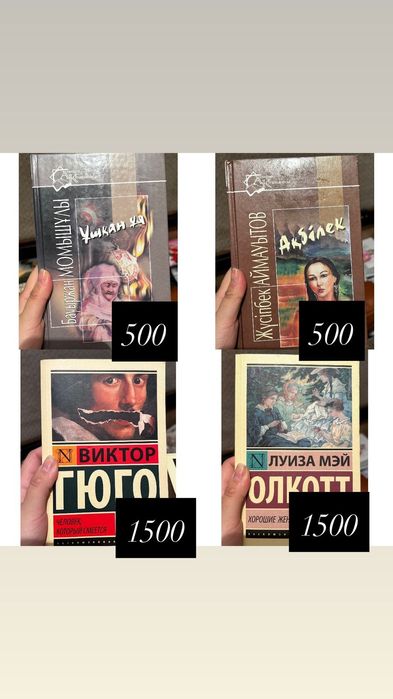 Бауыржан МОМЫШҰЛЫ
Ұшқан ұя
500
Жүсіпбек АЙМАУЫТОВ
Ақбілек
500
ВИКТОР
ГЮГО
ЧЕЛОВЕК,
КОТОРЫЙ СМЕЕТСЯ
1500
ЛУИЗА МЭЙ
ОЛКОТТ
ХОРОШИЕ
1500